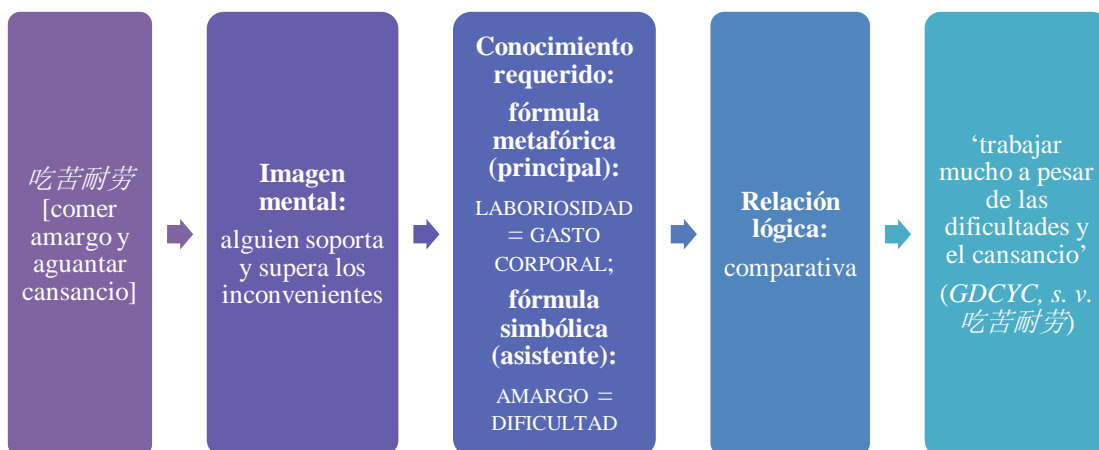 吃苦耐劳
[comer
amargo y
aguantar
cansancio]
Imagen
mental:
alguien soporta
y supera los
inconvenientes
Conocimiento
requerido:
fórmula
metafórica
(principal):
LABORIOSIDAD
= GASTO
CORPORAL;
fórmula
simbólica
(asistente):
AMARGO =
DIFICULTAD
Relación
lógica:
comparativa
‘trabajar
mucho a pesar
de las
dificultades y
el cansancio’
(GDCYC, s. v.
吃苦耐劳)